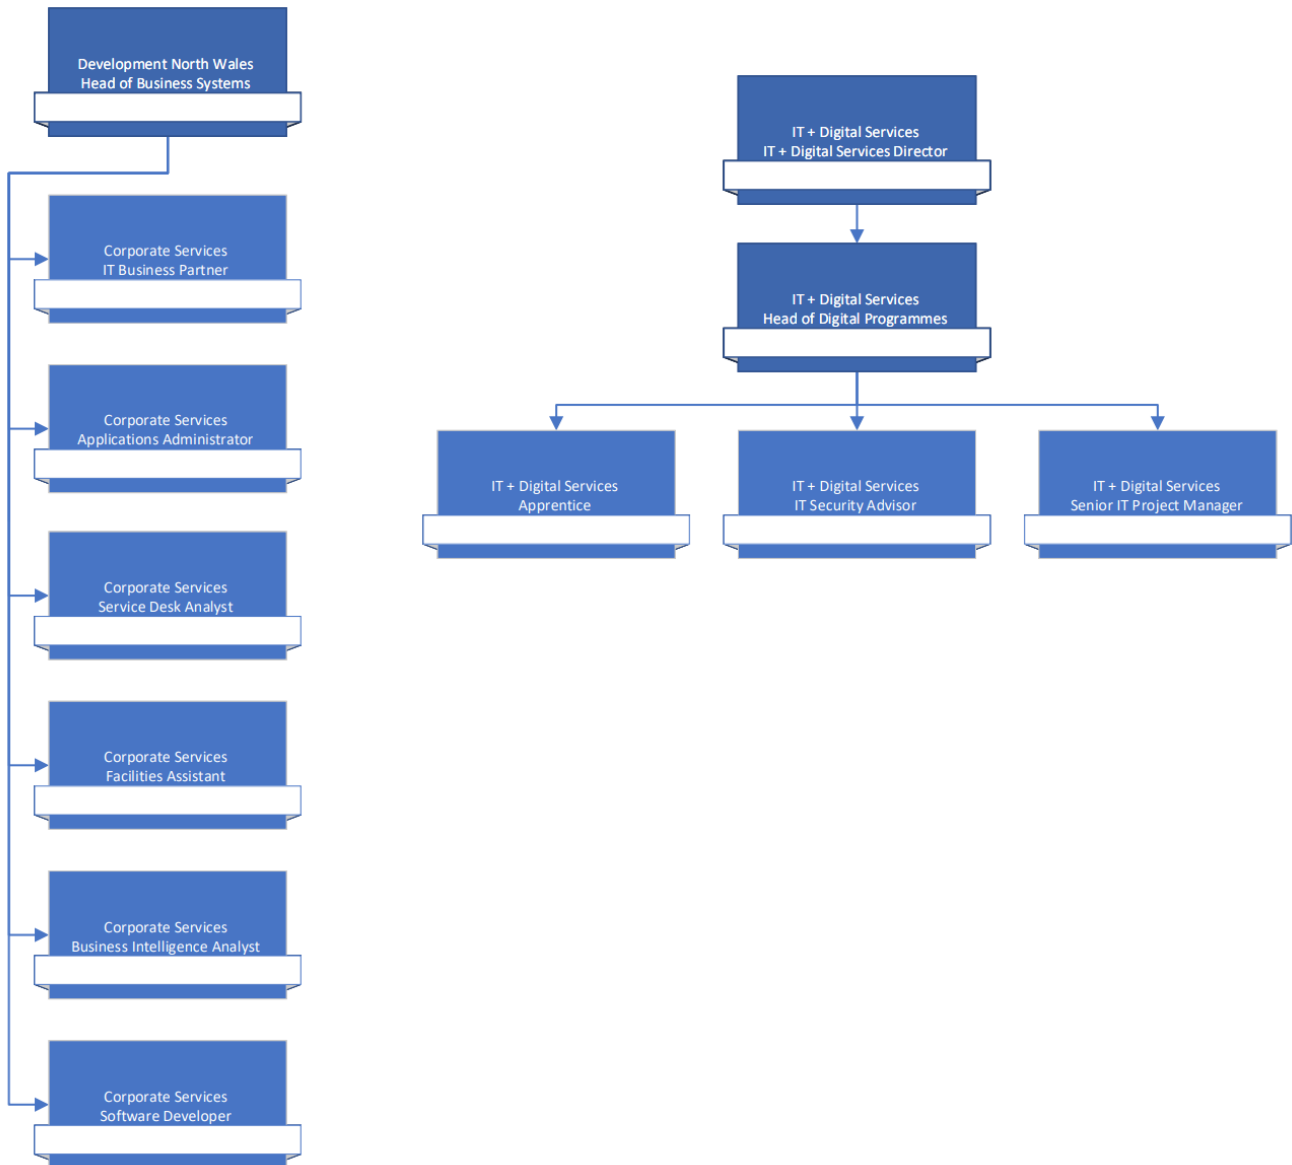 Development North Wales
Head of Business Systems
Corporate Services
IT Business Partner
Corporate Services
Applications Administrator
Corporate Services
Service Desk Analyst
Corporate Services
Facilities Assistant
Corporate Services
Business Intelligence Analyst
Corporate Services
Software Developer
IT + Digital Services
IT + Digital Services Director
IT + Digital Services
Head of Digital Programmes
IT + Digital Services
Apprentice
IT + Digital Services
IT Security Advisor
IT + Digital Services
Senior IT Project Manager